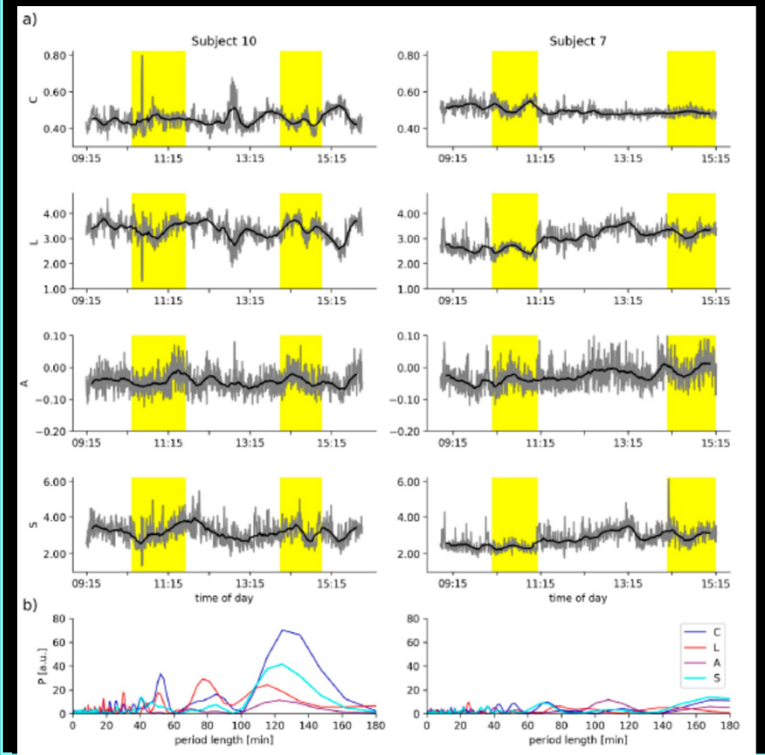 a)
Subject 10 Subject 7
C
0.80 0.60 0.40
09:15 11:15 13:15 15:15
0.80 0.60 0.40
09:15 11:15 13:15 15:15
L
4.00 3.00 2.00 1.00
09:15 11:15 13:15 15:15
4.00 3.00 2.00 1.00
09:15 11:15 13:15 15:15
A
0.10 0.00 −0.10 −0.20
09:15 11:15 13:15 15:15
0.10 0.00 −0.10 −0.20
09:15 11:15 13:15 15:15
S
6.00 4.00 2.00
09:15 11:15 13:15 15:15
time of day
6.00 4.00 2.00
09:15 11:15 13:15 15:15
time of day
b)
P [a.u.]
80 60 40 20 0
0 20 40 60 80 100 120 140 160 180
period length [min]
80 60 40 20 0
0 20 40 60 80 100 120 140 160 180
period length [min]
C
L
A
S